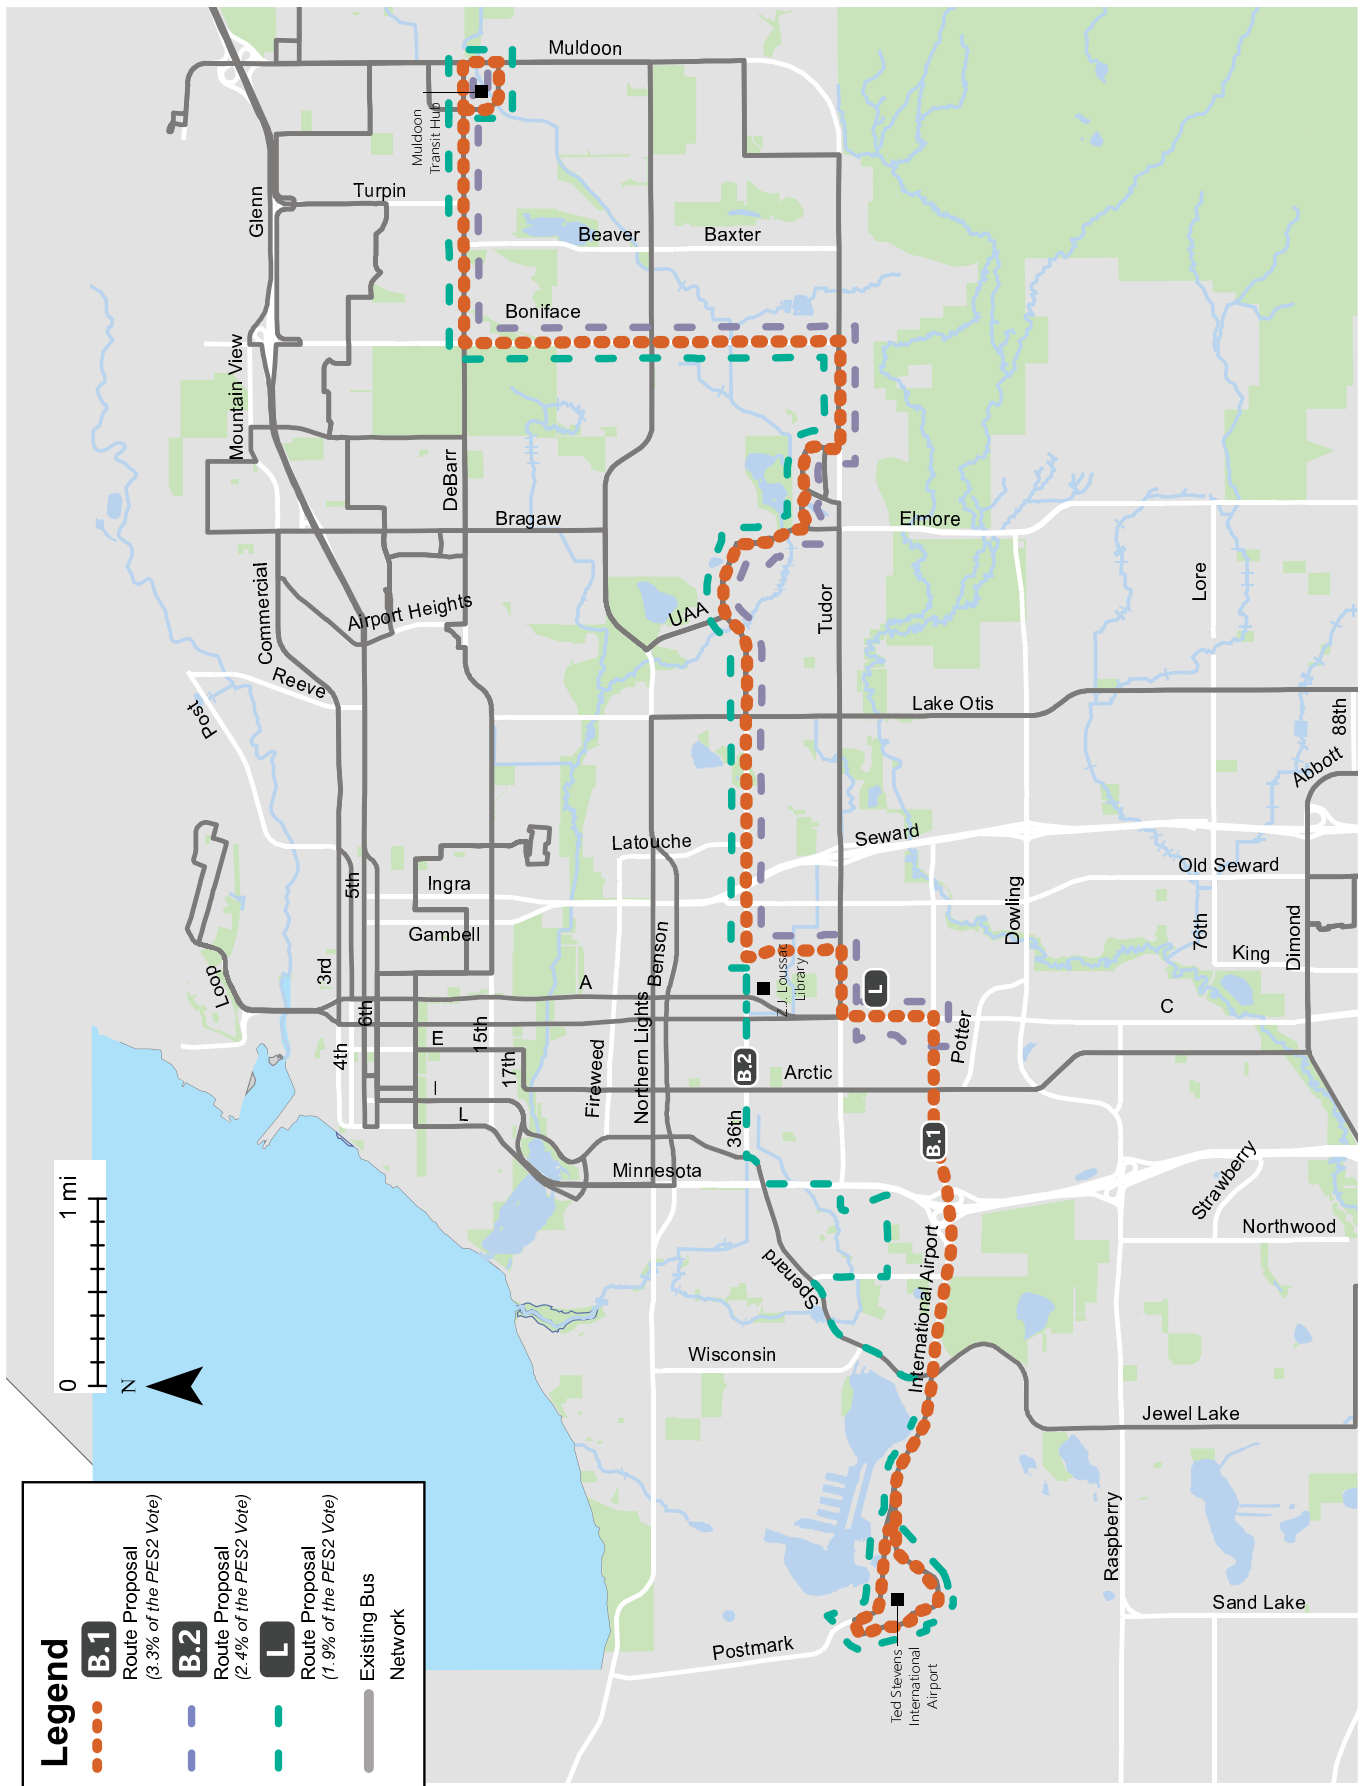 Legend
B.1
Route Proposal
(3.3% of the PES2 Vote)
B.2
Route Proposal
(2.4% of the PES2 Vote)
L
Route Proposal
(1.9% of the PES2 Vote)
Existing Bus
Network
0
1 mi
N
Muldoon
Muldoon
Transit Hub
Turpin
Glenn
Beaver
Baxter
Boniface
Mountain View
DeBarr
Bragaw
Elmore
Commercial
Airport Heights
UAA
Tudor
Lore
Reeve
Post
Lake Otis
88th
Abbott
Latouche
Seward
Old Seward
5th
Ingra
Gambell
Dowling
76th
King
Dimond
3rd
Loop
A
Benson
Z.J. Loussac
Library
L
C
6th
4th
E
15th
17th
Fireweed
Northern Lights
B.2
Arctic
Potter
I
L
36th
B.1
Minnesota
Strawberry
Northwood
Spenard
International Airport
Wisconsin
Jewel Lake
Raspberry
Sand Lake
Postmark
Ted Stevens
International
Airport